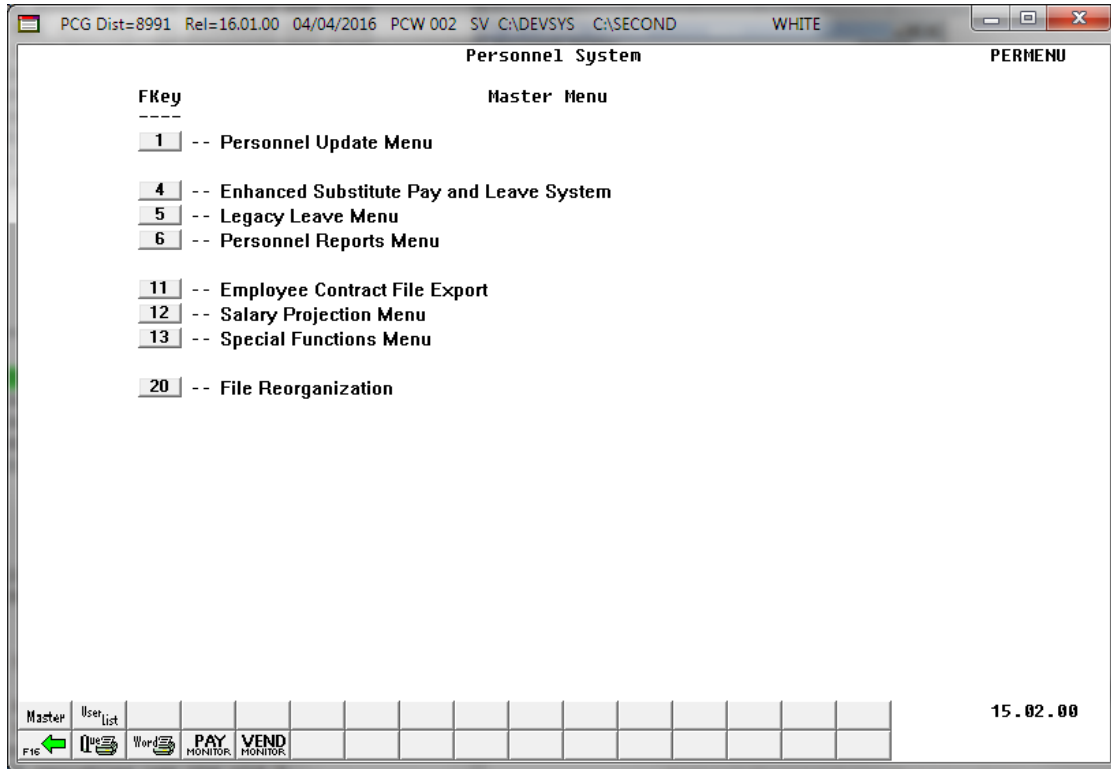 PCG Dist=8991 Rel=16.01.00 04/04/2016 PCW 002 SV C:\DEVSYS C:\SECOND WHITE
Personnel System PERMENU
FKey Master Menu
----
1 -- Personnel Update Menu
4 -- Enhanced Substitute Pay and Leave System
5 -- Legacy Leave Menu
6 -- Personnel Reports Menu
11 -- Employee Contract File Export
12 -- Salary Projection Menu
13 -- Special Functions Menu
20 -- File Reorganization
Master User List 15.02.00
F16 Que Word PAY MONITOR VEND MONITOR